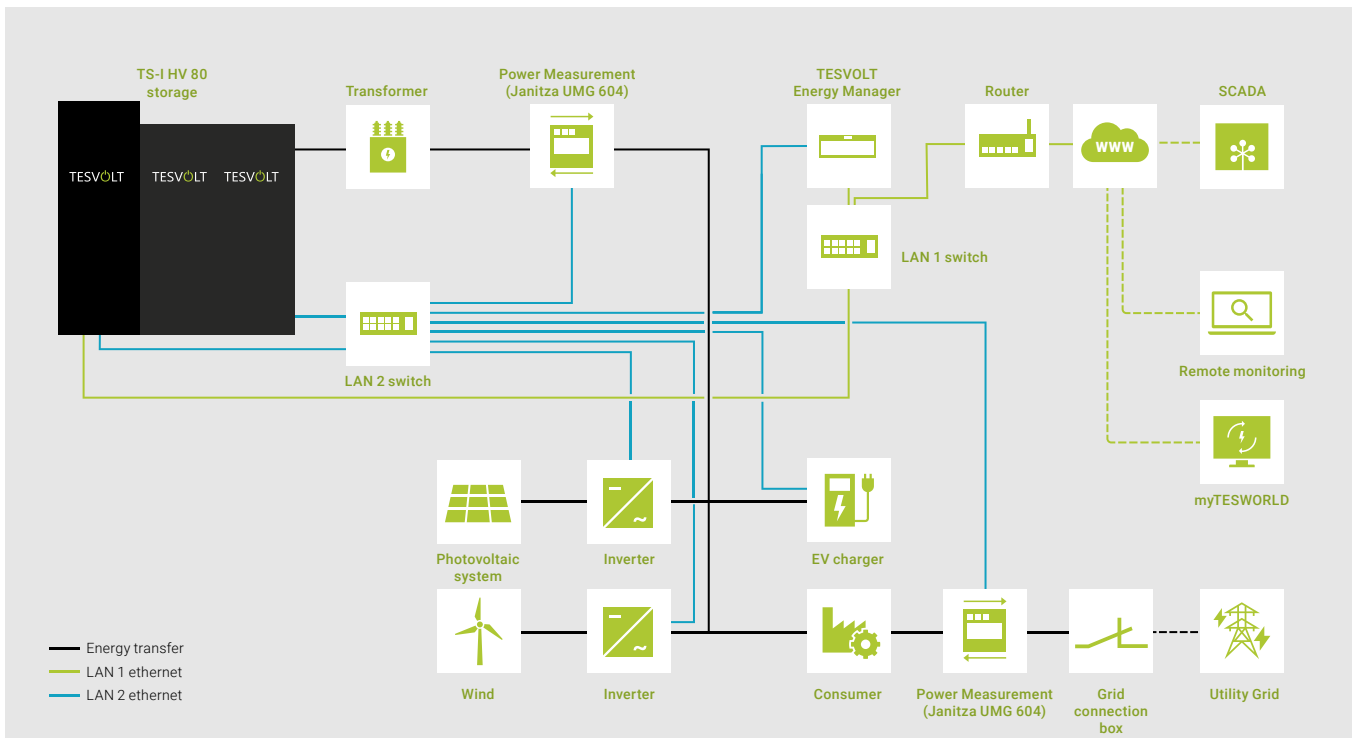 TS-I HV 80
storage
Transformer
Power Measurement
(Janitza UMG 604)
TESVOLT
Energy Manager
Router
SCADA
WWW
TESVOLT
TESVOLT
TESVOLT
LAN 1 switch
LAN 2 switch
Remote monitoring
myTESWORLD
Photovoltaic
system
Inverter
EV charger
Energy transfer
LAN 1 ethernet
LAN 2 ethernet
Wind
Inverter
Consumer
Power Measurement
(Janitza UMG 604)
Grid
connection
box
Utility Grid